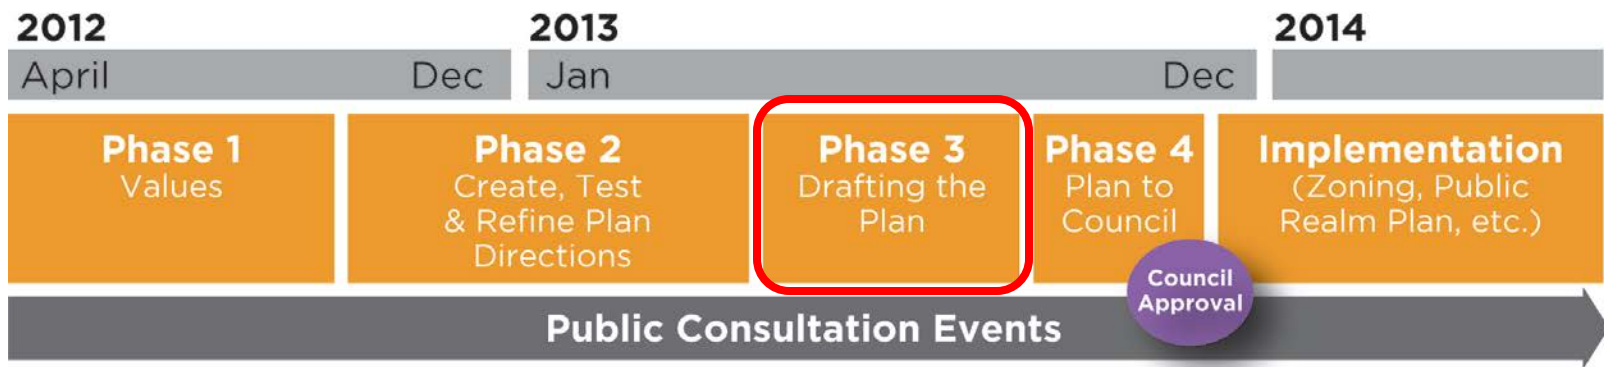 2012
2013
2014
April
Dec
Jan
Dec
Phase 1
Values
Phase 2
Create, Test
& Refine Plan
Directions
Phase 3
Drafting the
Plan
Phase 4
Plan to
Council
Implementation
(Zoning, Public
Realm Plan, etc.)
Council
Approval
Public Consultation Events